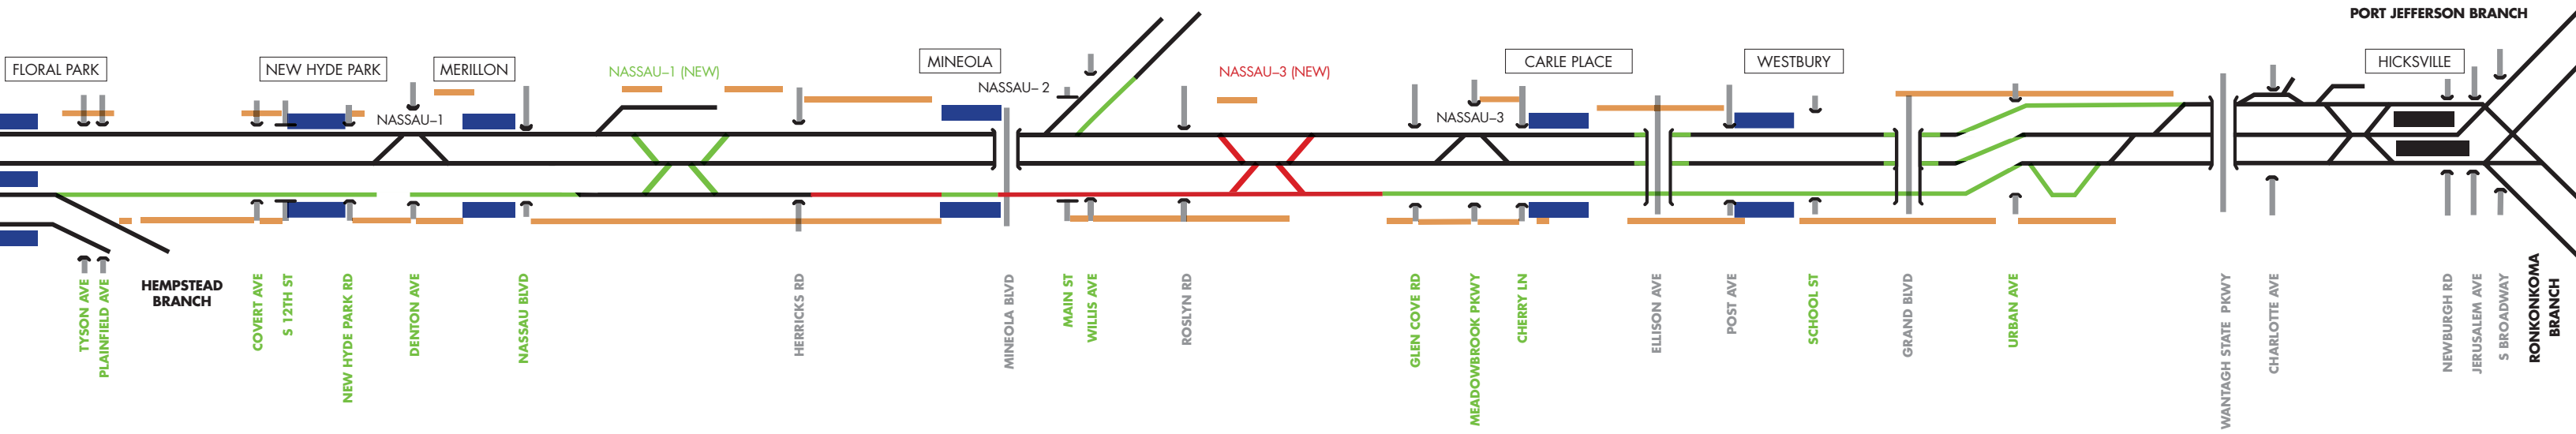 PORT JEFFERSON BRANCH
FLORAL PARK
NEW HYDE PARK
MERILLON
NASSAU–1 (NEW)
MINEOLA
NASSAU– 2
NASSAU–3 (NEW)
CARLE PLACE
WESTBURY
HICKSVILLE
NASSAU–1
NASSAU–3
TYSON AVE
PLAINFIELD AVE
HEMPSTEAD
BRANCH
COVERT AVE
S 12TH ST
NEW HYDE PARK RD
DENTON AVE
NASSAU BLVD
HERRICKS RD
MINEOLA BLVD
MAIN ST
WILLIS AVE
ROSLYN RD
GLEN COVE RD
MEADOWBROOK PKWY
CHERRY LN
ELLISON AVE
POST AVE
SCHOOL ST
GRAND BLVD
URBAN AVE
WANTAGH STATE PKWY
CHARLOTTE AVE
NEWBURGH RD
JERUSALEM AVE
S BROADWAY
RONKONKOMA
BRANCH